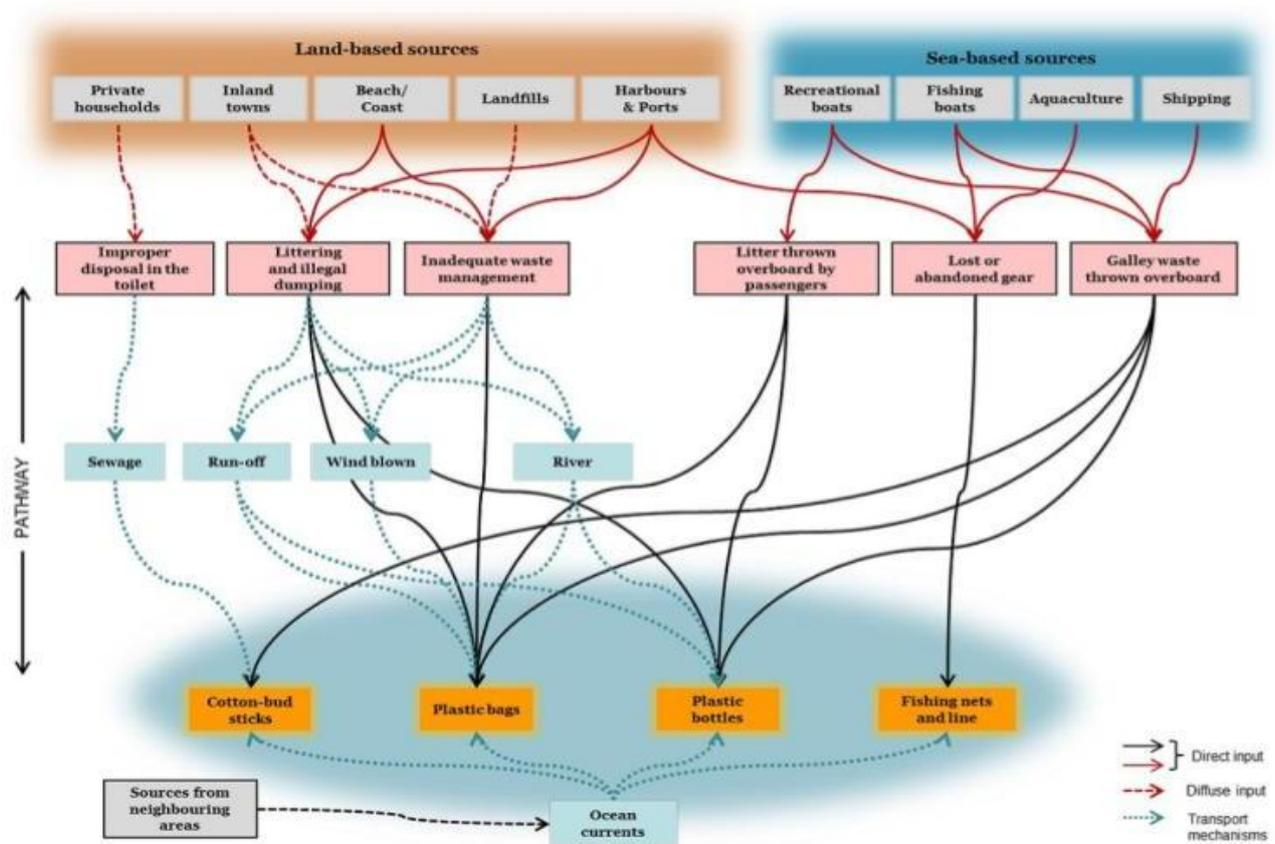 Land-based sources
Sea-based sources
Private
households
Inland
towns
Beach/
Coast
Landfills
Harbours
& Ports
Recreational
boats
Fishing
boats
Aquaculture
Shipping
Improper
disposal in the
toilet
Littering
and illegal
dumping
Inadequate waste
management
Litter thrown
overboard by
passengers
Lost or
abandoned gear
Galley waste
thrown overboard
PATHWAY
Sewage
Run-off
Wind blown
River
Cotton-bud
sticks
Plastic bags
Plastic
bottles
Fishing nets
and line
Sources from
neighbouring
areas
Ocean
currents
Direct input
Diffuse input
Transport
mechanisms